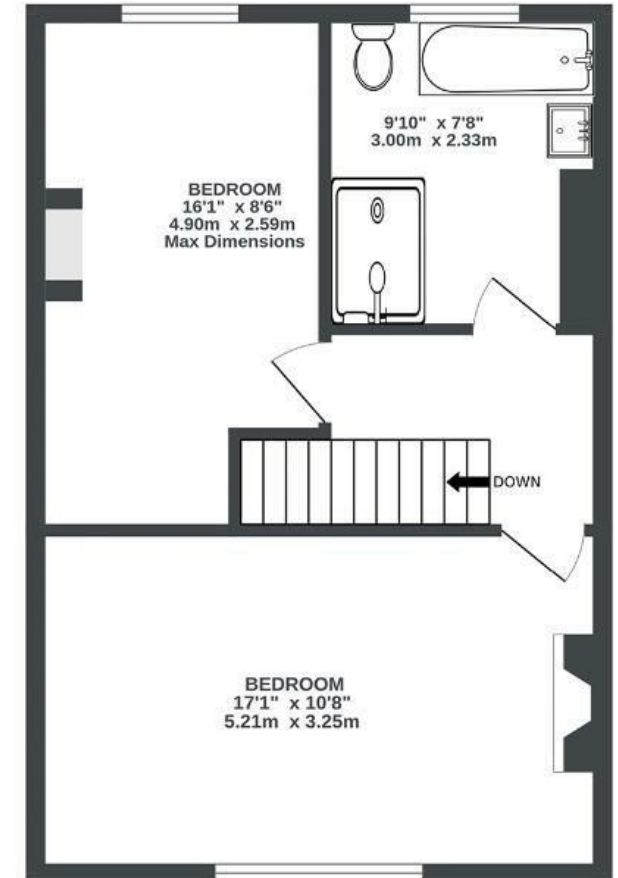 9'10" x 7'8"
3.00m x 2.33m
BEDROOM
16'1" x 8'6"
4.90m x 2.59m
Max Dimensions
DOWN
BEDROOM
17'1" x 10'8"
5.21m x 3.25m